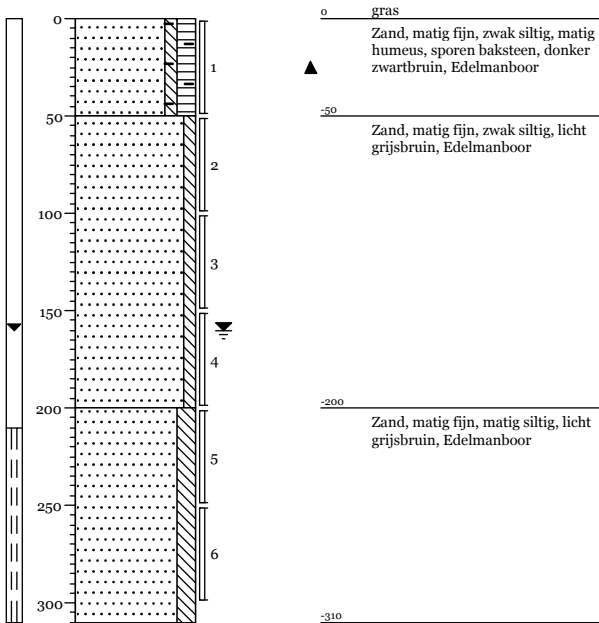 0
50
100
150
200
250
300
1
2
3
4
5
6
0 gras
Zand, matig fijn, zwak siltig, matig
humeus, sporen baksteen, donker
zwartbruin, Edelmanboor
-50
Zand, matig fijn, zwak siltig, licht
grijsbruin, Edelmanboor
-200
Zand, matig fijn, matig siltig, licht
grijsbruin, Edelmanboor
-310